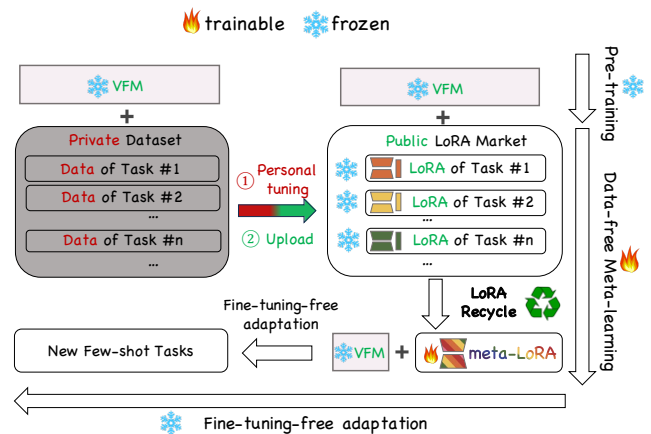 trainable frozen
VFM
+
Private Dataset
Data of Task #1
Data of Task #2
...
Data of Task #n
...
① Personal
tuning
② Upload
VFM
+
Public LoRA Market
LoRA of Task #1
LoRA of Task #2
...
LoRA of Task #n
...
Pre-training
Data-free Meta-learning
LoRA
Recycle
Fine-tuning-free
adaptation
New Few-shot Tasks
VFM + meta-LoRA
Fine-tuning-free adaptation